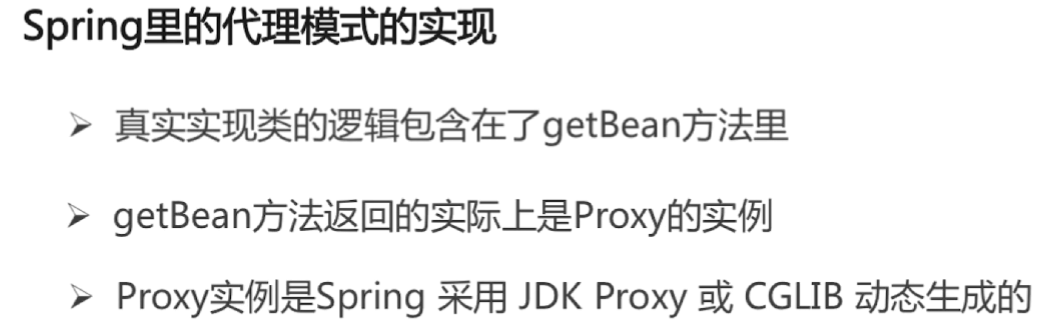 Spring里的代理模式的实现
➢ 真实实现类的逻辑包含在了getBean方法里
➢ getBean方法返回的实际上是Proxy的实例
➢ Proxy实例是Spring 采用 JDK Proxy 或 CGLIB 动态生成的